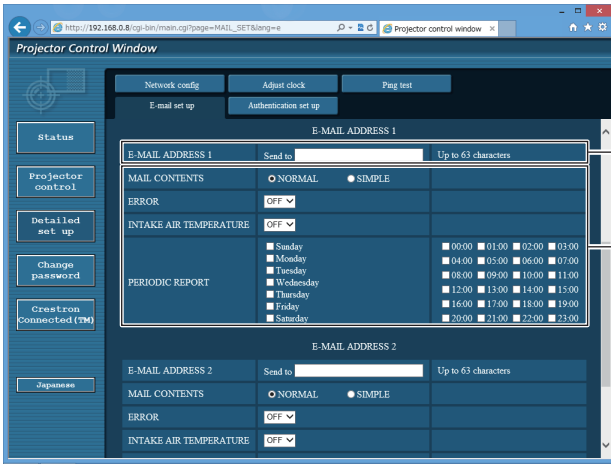 http://192.168.0.8/cgi-bin/main.cgi?page=MAIL_SET&lang=e
Projector control window
Projector Control Window
Network config Adjust clock Ping test
E-mail set up Authentication set up
Status
Projector control
Detailed set up
Change password
Crestron Connected(TM)
Japanese
E-MAIL ADDRESS 1
E-MAIL ADDRESS 1 Send to Up to 63 characters
MAIL CONTENTS NORMAL SIMPLE
ERROR OFF
INTAKE AIR TEMPERATURE OFF
PERIODIC REPORT
Sunday
Monday
Tuesday
Wednesday
Thursday
Friday
Saturday
00:00 01:00 02:00 03:00
04:00 05:00 06:00 07:00
08:00 09:00 10:00 11:00
12:00 13:00 14:00 15:00
16:00 17:00 18:00 19:00
20:00 21:00 22:00 23:00
E-MAIL ADDRESS 2
E-MAIL ADDRESS 2 Send to Up to 63 characters
MAIL CONTENTS NORMAL SIMPLE
ERROR OFF
INTAKE AIR TEMPERATURE OFF